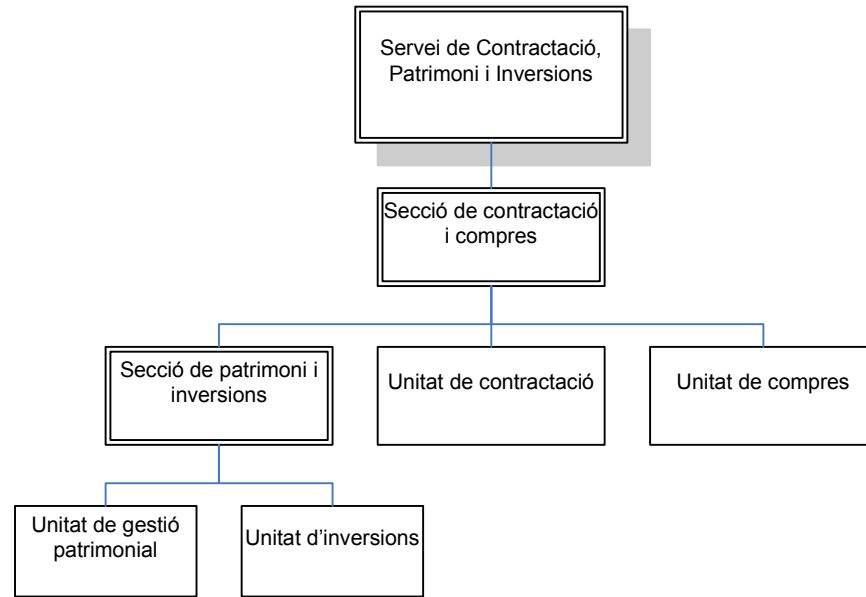 Servei de Contractació,
Patrimoni i Inversions
Secció de contractació
i compres
Secció de patrimoni i
inversions
Unitat de contractació
Unitat de compres
Unitat de gestió
patrimonial
Unitat d’inversions